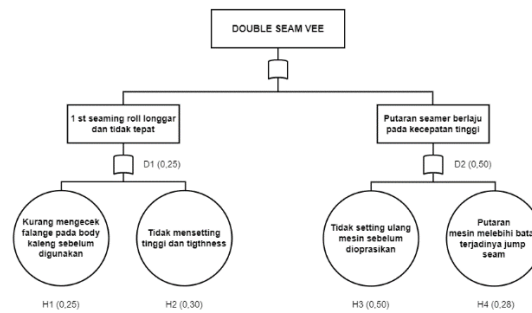 DOUBLE SEAM VEE
1 st seaming roll longgar
dan tidak tepat
Putaran seamer berlaju
pada kecepatan tinggi
D1 (0,25)
D2 (0,50)
Kurang mengecek
falange pada body
kaleng sebelum
digunakan
Tidak mensetting
tinggi dan tigthness
Tidak setting ulang
mesin sebelum
dioprasikan
Putaran
mesin melebihi batas
terjadinya jump
seam
H1 (0,25)
H2 (0,30)
H3 (0,50)
H4 (0,28)